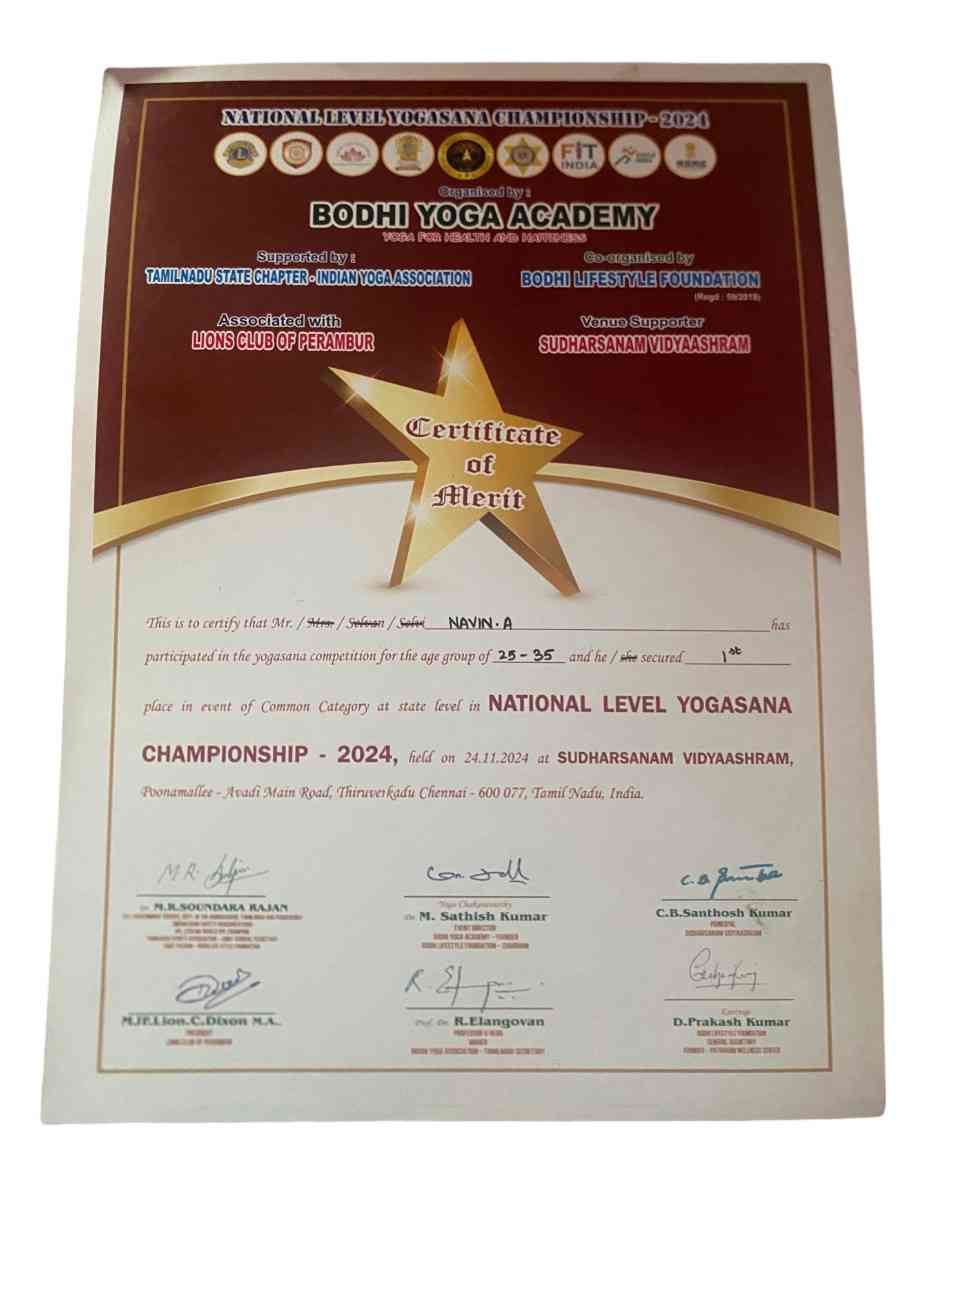 NATIONAL LEVEL YOGASANA CHAMPIONSHIP - 2024
FIT INDIA
Organised by :
BODHI YOGA ACADEMY
YOGA FOR HEALTH AND HAPPINESS
Supported by :
TAMILNADU STATE CHAPTER - INDIAN YOGA ASSOCIATION
Co-organised by
BODHI LIFESTYLE FOUNDATION
(Regd : 59/2019)
Associated with
LIONS CLUB OF PERAMBUR
Venue Supporter
SUDHARSANAM VIDYAASHRAM
Certificate
of
Merit
This is to certify that Mr. / Mrs. / Selvan / Selvi NAVIN. A has
participated in the yogasana competition for the age group of 25 - 35 and he / she secured 1st
place in event of Common Category at state level in NATIONAL LEVEL YOGASANA
CHAMPIONSHIP - 2024, held on 24.11.2024 at SUDHARSANAM VIDYAASHRAM,
Poonamallee - Avadi Main Road, Thiruverkadu Chennai - 600 077, Tamil Nadu, India.
Dr. M.R.SOUNDARA RAJAN
Yoga Chakravarthy
Dr. M. Sathish Kumar
EVENT DIRECTOR
BODHI YOGA ACADEMY - FOUNDER
BODHI LIFESTYLE FOUNDATION - CHAIRMAN
C.B.Santhosh Kumar
PRINCIPAL
SUDHARSANAM VIDYAASHRAM
MJF.Lion.C.Dixon M.A.,
PRESIDENT
LIONS CLUB OF PERAMBUR
Prof. Dr. R.Elangovan
PROFESSOR & HEAD
INDIAN YOGA ASSOCIATION - TAMILNADU SECRETARY
D.Prakash Kumar
BODHI LIFESTYLE FOUNDATION
GENERAL SECRETARY